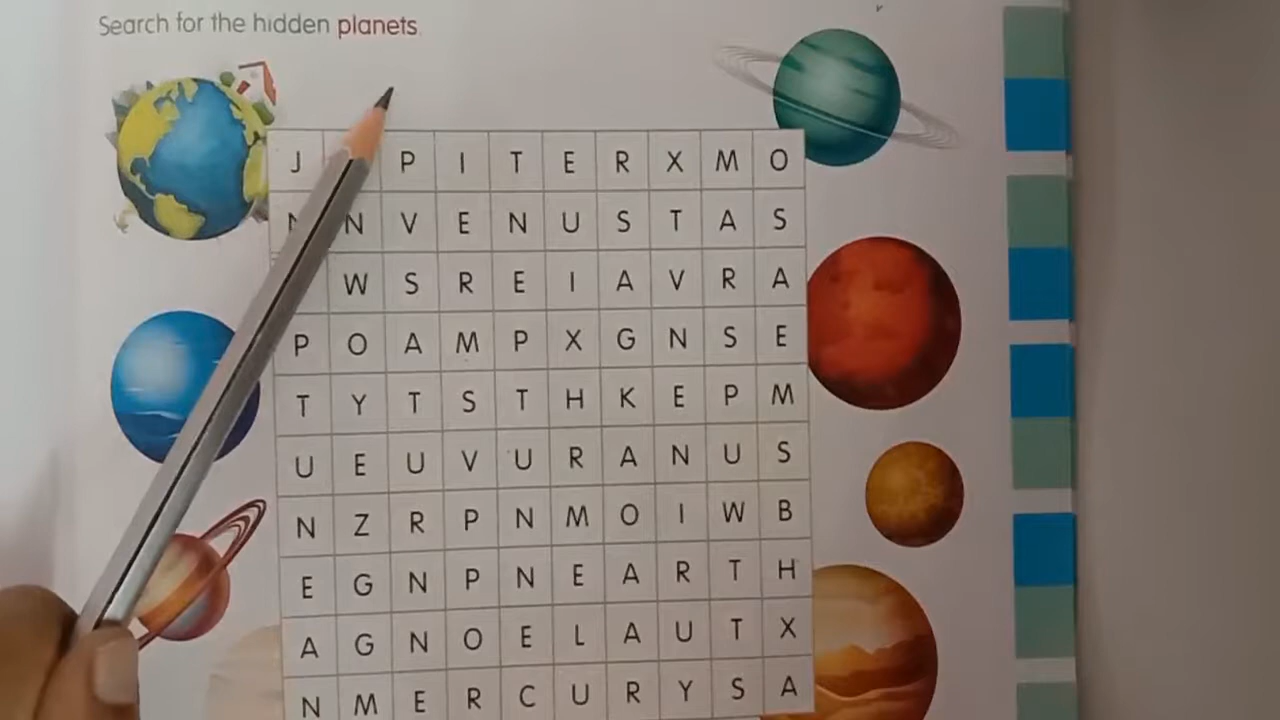 Search for the hidden planets.
J P I T E R X M O
N N V E N U S T A S
W S R E I A V R A
P O A M P X G N S E
T Y T S T H K E P M
U E U V U R A N U S
N Z R P N M O I W B
E G N P N E A R T H
A G N O E L A U T X
N M E R C U R Y S A